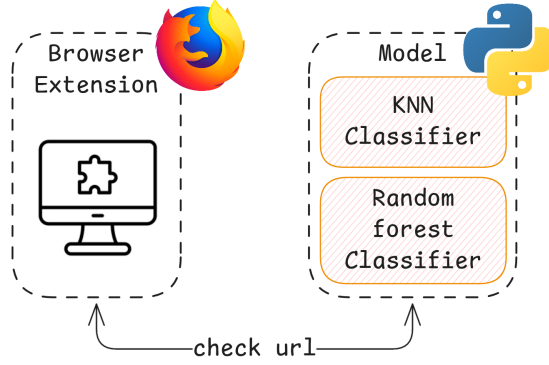 Browser
Extension
Model
KNN
Classifier
Random
forest
Classifier
check url